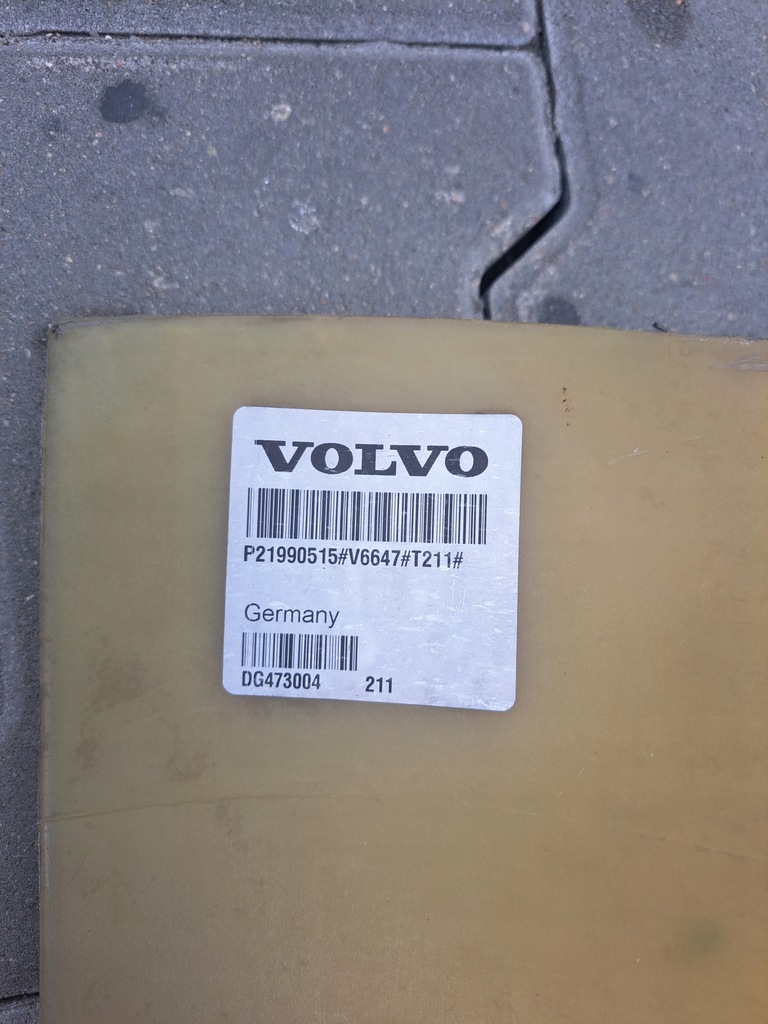 VOLVO
P21990515#V6647#T211#
Germany
DG473004 211